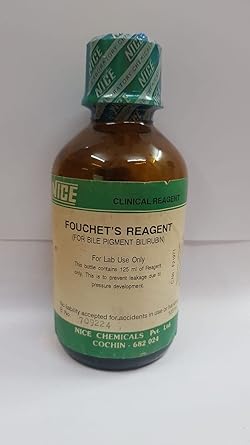 NICE
NICE
CLINICAL REAGENT
FOUCHET'S REAGENT
(FOR BILE PIGMENT BILIRUBIN)
For Lab Use Only
This bottle contains 125 ml of Reagent
only. This is to prevent leakage due to
pressure development.
liability accepted for accidents in use or
709224
NICE CHEMICALS Pvt. Ltd.
COCHIN - 682 024